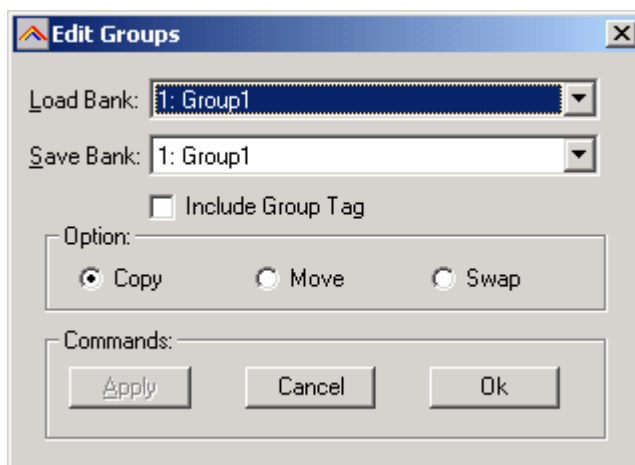 Edit Groups
Load Bank: 1: Group1
Save Bank: 1: Group1
Include Group Tag
Option:
Copy Move Swap
Commands:
Apply Cancel Ok